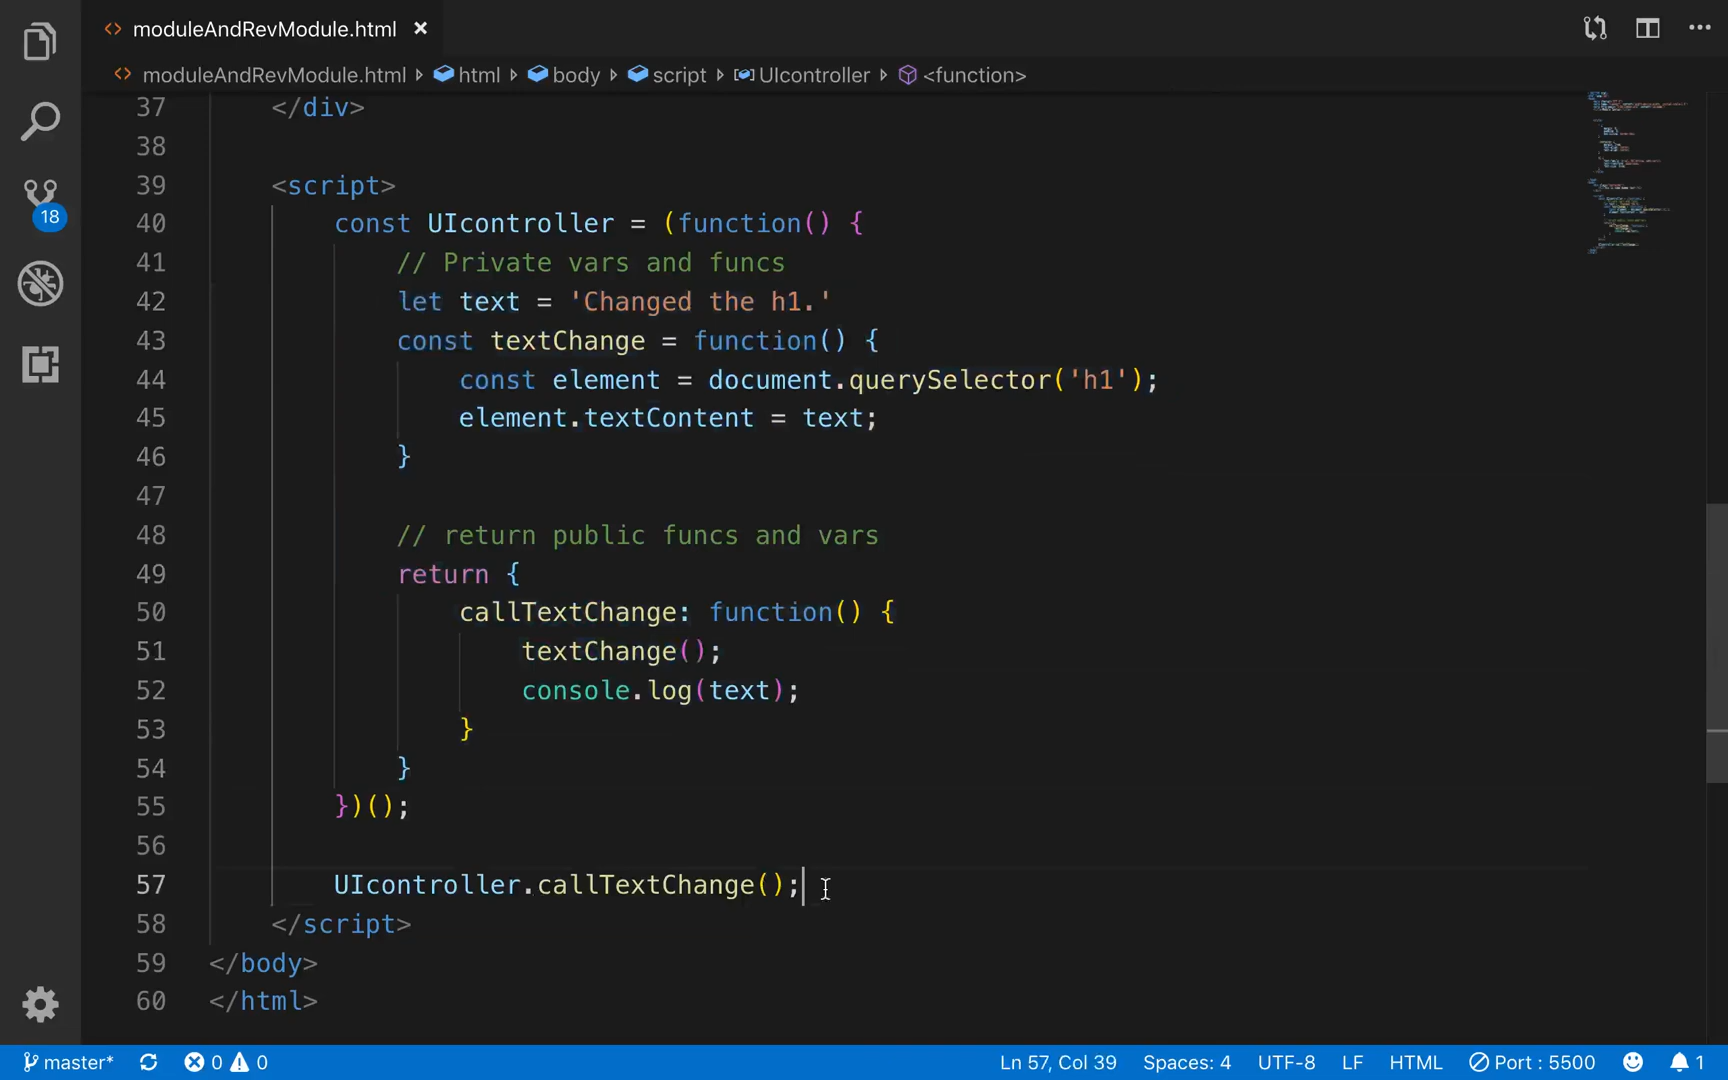 moduleAndRevModule.html
moduleAndRevModule.html html body script UIcontroller <function>
37 </div>
38
39 <script>
40 const UIcontroller = (function() {
41 // Private vars and funcs
42 let text = 'Changed the h1.'
43 const textChange = function() {
44 const element = document.querySelector('h1');
45 element.textContent = text;
46 }
47
48 // return public funcs and vars
49 return {
50 callTextChange: function() {
51 textChange();
52 console.log(text);
53 }
54 }
55 })();
56
57 UIcontroller.callTextChange();
58 </script>
59 </body>
60 </html>
18
master* 0 0 Ln 57, Col 39 Spaces: 4 UTF-8 LF HTML Port : 5500 1